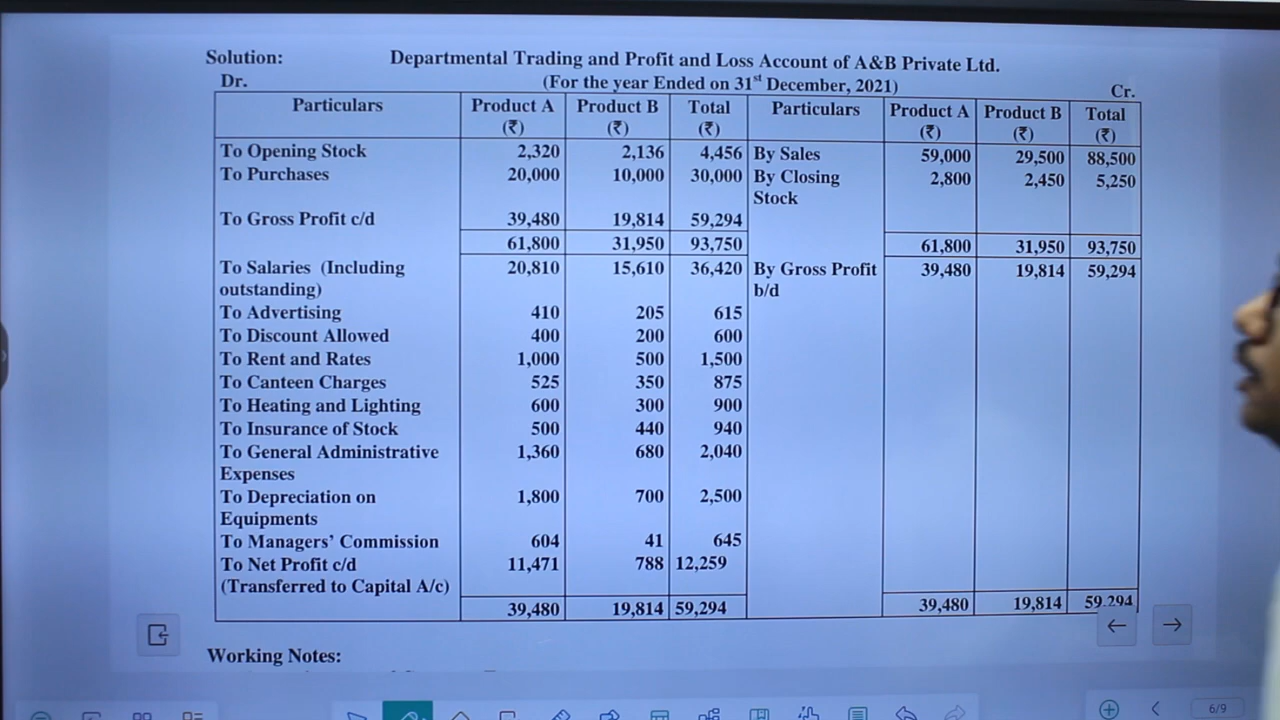 Solution: Departmental Trading and Profit and Loss Account of A&B Private Ltd.
Dr. (For the year Ended on 31st December, 2021) Cr.
Particulars Product A Product B Total Particulars Product A Product B Total
(₹) (₹) (₹) (₹) (₹) (₹)
To Opening Stock 2,320 2,136 4,456 By Sales 59,000 29,500 88,500
To Purchases 20,000 10,000 30,000 By Closing 2,800 2,450 5,250
Stock
To Gross Profit c/d 39,480 19,814 59,294
61,800 31,950 93,750 61,800 31,950 93,750
To Salaries (Including 20,810 15,610 36,420 By Gross Profit 39,480 19,814 59,294
outstanding) b/d
To Advertising 410 205 615
To Discount Allowed 400 200 600
To Rent and Rates 1,000 500 1,500
To Canteen Charges 525 350 875
To Heating and Lighting 600 300 900
To Insurance of Stock 500 440 940
To General Administrative 1,360 680 2,040
Expenses
To Depreciation on 1,800 700 2,500
Equipments
To Managers' Commission 604 41 645
To Net Profit c/d 11,471 788 12,259
(Transferred to Capital A/c)
39,480 19,814 59,294 39,480 19,814 59,294
Working Notes:
6/9